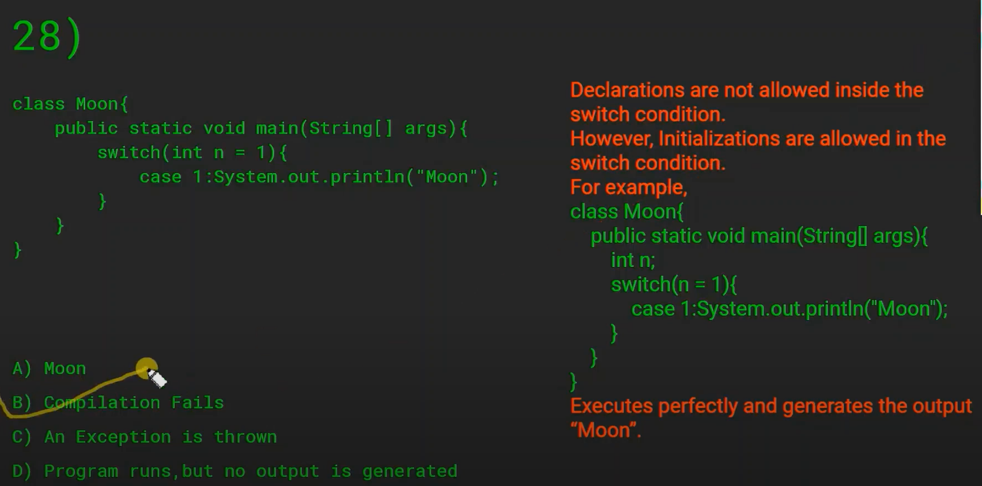 28)
class Moon{
public static void main(String[] args){
switch(int n = 1){
case 1:System.out.println("Moon");
}
}
}
A) Moon
B) Compilation Fails
C) An Exception is thrown
D) Program runs,but no output is generated
Declarations are not allowed inside the
switch condition.
However, Initializations are allowed in the
switch condition.
For example,
class Moon{
public static void main(String[] args){
int n;
switch(n = 1){
case 1:System.out.println("Moon");
}
}
}
Executes perfectly and generates the output
“Moon”.